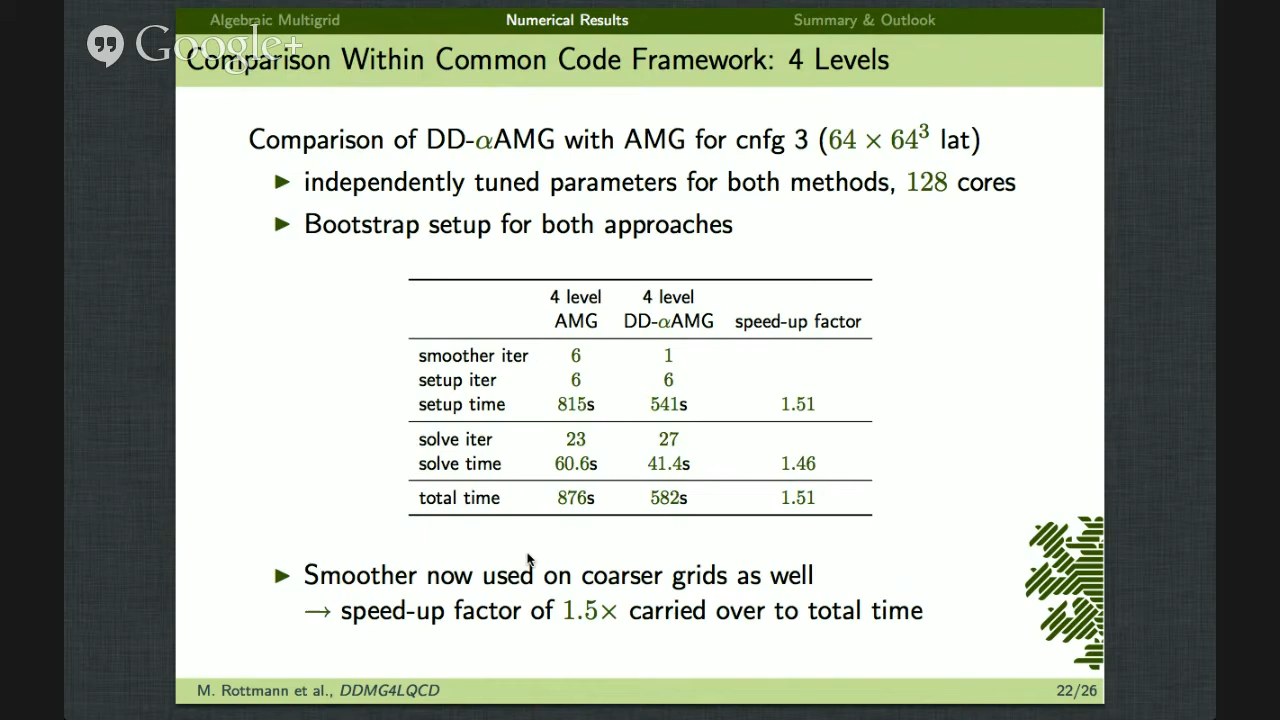 Algebraic Multigrid Numerical Results Summary & Outlook
Google+
Comparison Within Common Code Framework: 4 Levels
Comparison of DD-αAMG with AMG for cnfg 3 (64 × 64³ lat)
► independently tuned parameters for both methods, 128 cores
► Bootstrap setup for both approaches
4 level 4 level
AMG DD-αAMG speed-up factor
smoother iter 6 1
setup iter 6 6
setup time 815s 541s 1.51
solve iter 23 27
solve time 60.6s 41.4s 1.46
total time 876s 582s 1.51
► Smoother now used on coarser grids as well
→ speed-up factor of 1.5× carried over to total time
M. Rottmann et al., DDMG4LQCD 22/26